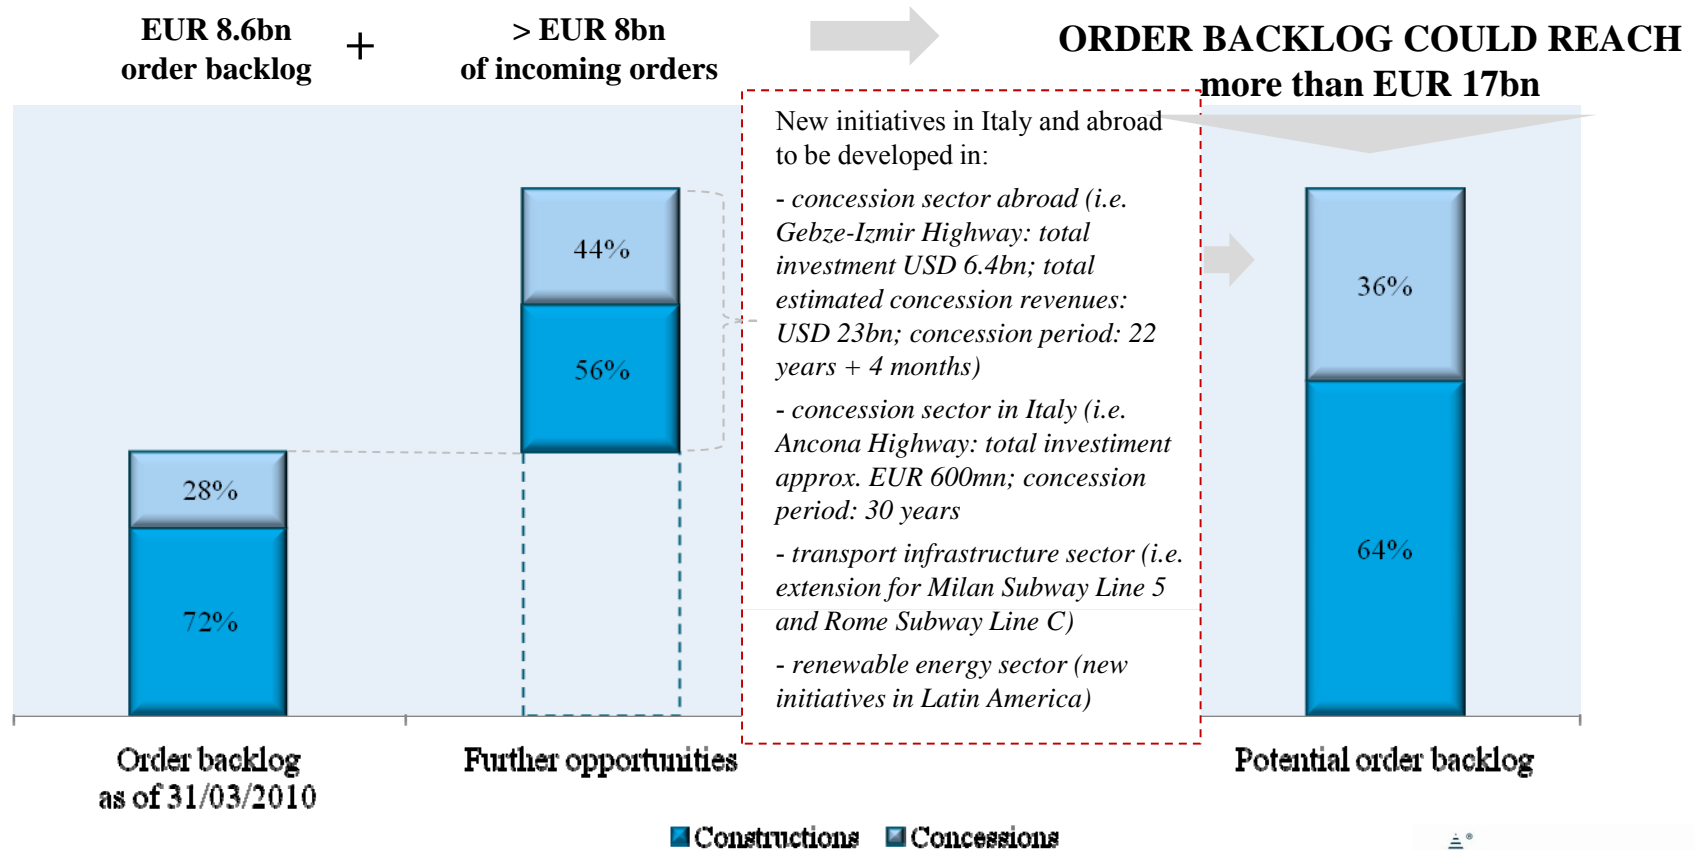 EUR 8.6bn
order backlog
+
> EUR 8bn
of incoming orders
ORDER BACKLOG COULD REACH
more than EUR 17bn
New initiatives in Italy and abroad
to be developed in:
- concession sector abroad (i.e.
Gebze-Izmir Highway: total
investment USD 6.4bn; total
estimated concession revenues:
USD 23bn; concession period: 22
years + 4 months)
- concession sector in Italy (i.e.
Ancona Highway: total investiment
approx. EUR 600mn; concession
period: 30 years
- transport infrastructure sector (i.e.
extension for Milan Subway Line 5
and Rome Subway Line C)
- renewable energy sector (new
initiatives in Latin America)
28%
72%
44%
56%
36%
64%
Order backlog
as of 31/03/2010
Further opportunities
Potential order backlog
Constructions
Concessions
®